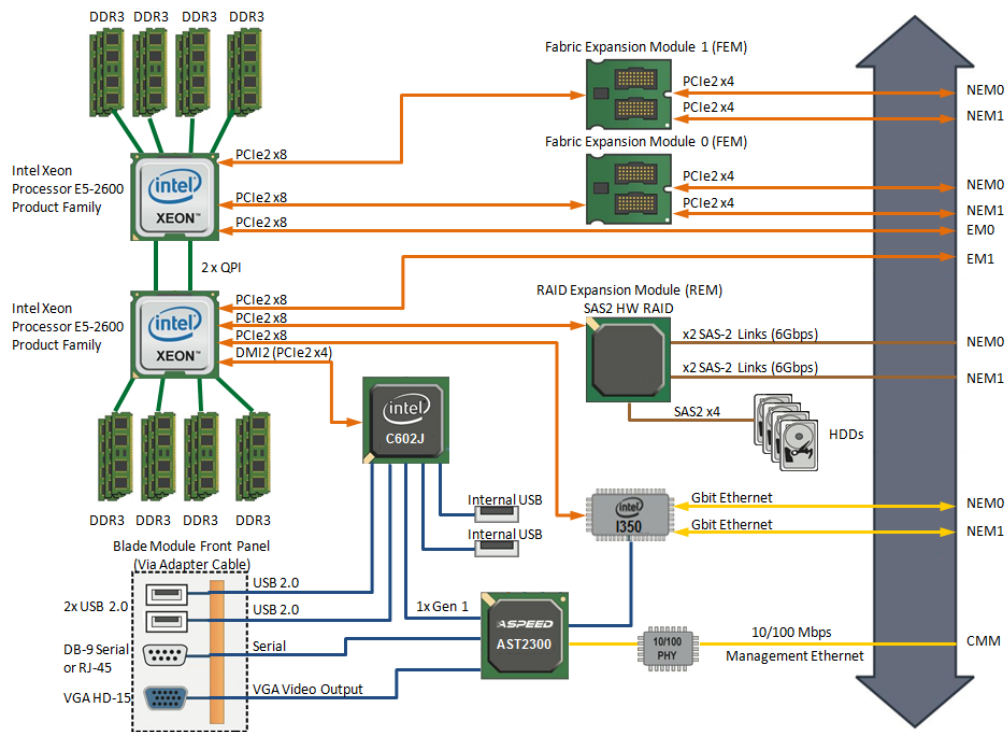 DDR3 DDR3 DDR3 DDR3
Fabric Expansion Module 1 (FEM)
PCIe2 x4
NEM0
PCIe2 x4
NEM1
Fabric Expansion Module 0 (FEM)
PCIe2 x8
Intel Xeon
Processor E5-2600
Product Family
intel
XEON™
PCIe2 x4
NEM0
PCIe2 x8
PCIe2 x4
NEM1
PCIe2 x8
EM0
EM1
2 x QPI
RAID Expansion Module (REM)
SAS2 HW RAID
Intel Xeon
Processor E5-2600
Product Family
intel
XEON™
PCIe2 x8
PCIe2 x8
PCIe2 x8
DMI2 (PCIe2 x4)
x2 SAS-2 Links (6Gbps)
NEM0
x2 SAS-2 Links (6Gbps)
NEM1
SAS2 x4
HDDs
intel
C602J
DDR3 DDR3 DDR3 DDR3
Internal USB
Internal USB
intel
I350
Gbit Ethernet
NEM0
Gbit Ethernet
NEM1
Blade Module Front Panel
(Via Adapter Cable)
USB 2.0
2x USB 2.0
USB 2.0
1x Gen 1
ASPEED
AST2300
DB-9 Serial
or RJ-45
Serial
10/100
PHY
10/100 Mbps
Management Ethernet
CMM
VGA HD-15
VGA Video Output